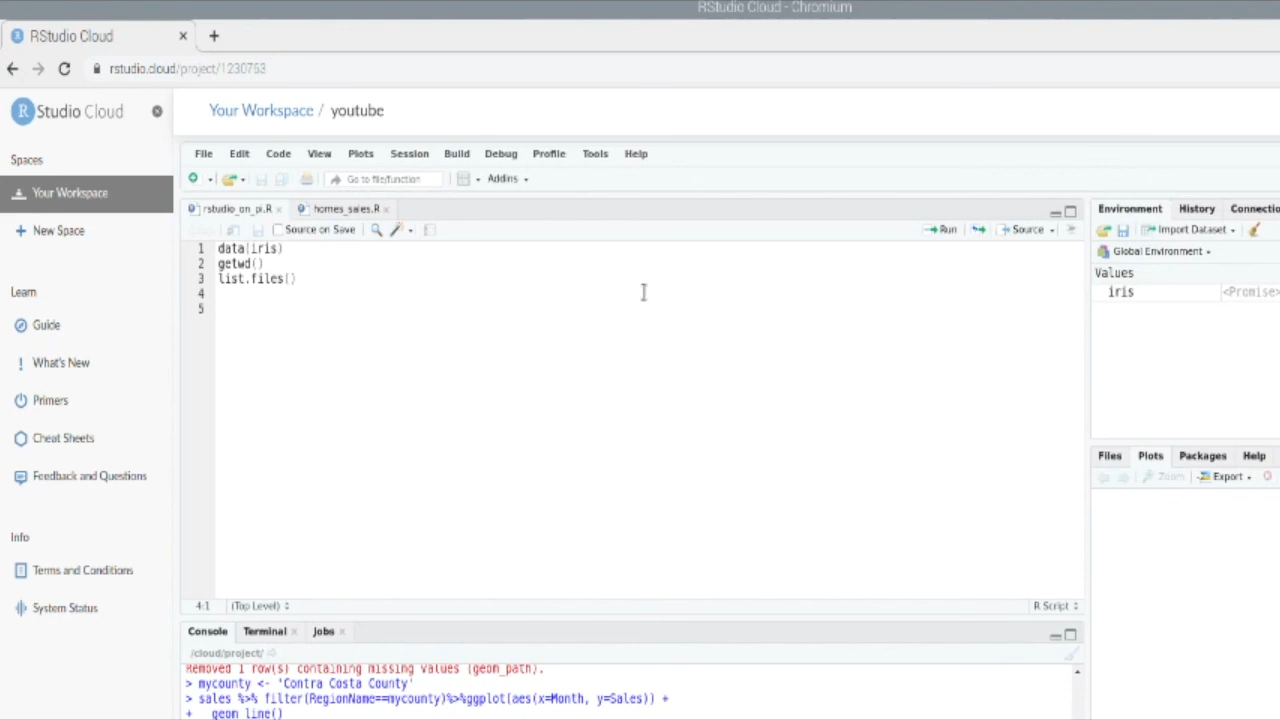 RStudio Cloud - Chromium
RStudio Cloud
rstudio.cloud/project/1230763
R Studio Cloud
Your Workspace / youtube
Spaces
Your Workspace
New Space
Learn
Guide
What's New
Primers
Cheat Sheets
Feedback and Questions
Info
Terms and Conditions
System Status
File Edit Code View Plots Session Build Debug Profile Tools Help
Go to file/function Addins
rstudio_on_pi.R homes_sales.R
Source on Save Run Source
1 data(iris)
2 getwd()
3 list.files()
4
5
4:1 (Top Level) R Script
Console Terminal Jobs
/cloud/project/
Removed 1 row(s) containing missing values (geom_path).
> mycounty <- 'Contra Costa County'
> sales %>% filter(RegionName==mycounty)%>%ggplot(aes(x=Month, y=Sales)) +
+ geom_line()
Environment History Connectio
Import Dataset
Global Environment
Values
iris <Promise>
Files Plots Packages Help
Zoom Export